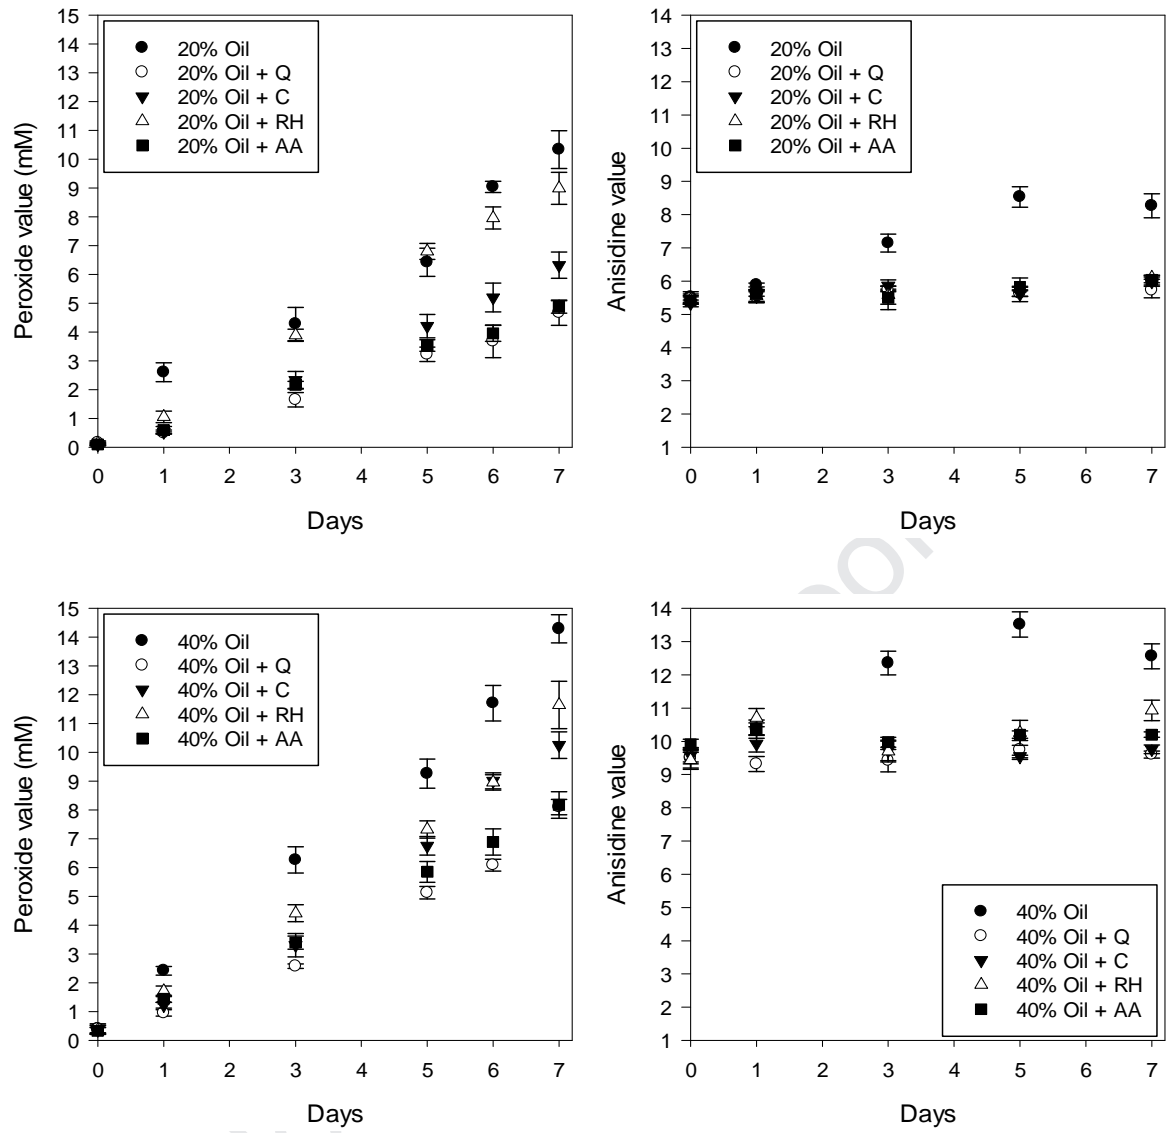 15
14
13
12
11
10
9
8
7
6
5
4
3
2
1
0
Peroxide value (mM)
20% Oil
20% Oil + Q
20% Oil + C
20% Oil + RH
20% Oil + AA
0 1 2 3 4 5 6 7
Days
14
13
12
11
10
9
8
7
6
5
4
3
2
1
Anisidine value
20% Oil
20% Oil + Q
20% Oil + C
20% Oil + RH
20% Oil + AA
0 1 2 3 4 5 6 7
Days
15
14
13
12
11
10
9
8
7
6
5
4
3
2
1
0
Peroxide value (mM)
40% Oil
40% Oil + Q
40% Oil + C
40% Oil + RH
40% Oil + AA
0 1 2 3 4 5 6 7
Days
14
13
12
11
10
9
8
7
6
5
4
3
2
1
Anisidine value
40% Oil
40% Oil + Q
40% Oil + C
40% Oil + RH
40% Oil + AA
0 1 2 3 4 5 6 7
Days